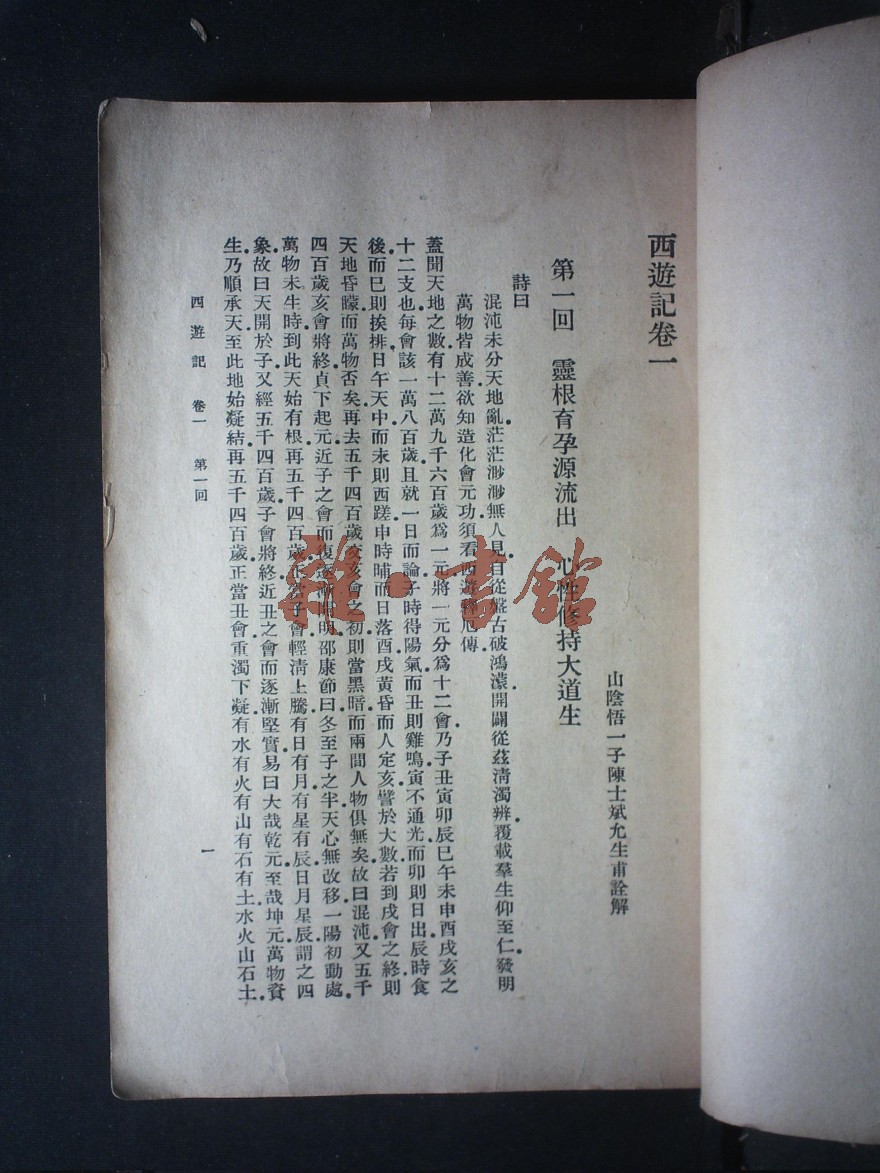 西遊記卷一
山陰悟一子陳士斌允生甫詮解
第一回 靈根育孕源流出 心性修持大道生
詩曰
混沌未分天地亂。茫茫渺渺無人見。自從盤古破鴻濛。開闢從茲清濁辨。覆載羣生仰至仁。發明
萬物皆成善。欲知造化會元功。須看西遊釋厄傳。
蓋聞天地之數。有十二萬九千六百歲爲一元。將一元分爲十二會。乃子丑寅卯辰巳午未申酉戌亥之
十二支也。每會該一萬八百歲。且就一日而論。子時得陽氣而丑則雞鳴。寅不通光。而卯則日出。辰時食
後。而巳則挨排。日午天中。而未則西蹉。申時晡而日落酉。戌黃昏而人定亥。譬於大數。若到戌會之終。則
天地昏曚而萬物否矣。再去五千四百歲。交亥會之初。則當黑暗。而兩間人物俱無矣。故曰混沌。又五千
四百歲。亥會將終。貞下起元。近子之會。而復逐漸開明。邵康節曰。冬至子之半。天心無改移。一陽初動處。
萬物未生時。到此天始有根。再五千四百歲。正當子會。輕清上騰。有日有月有星有辰。日月星辰。謂之四
象。故曰天開於子。又經五千四百歲。子會將終。近丑之會。而逐漸堅實。易曰。大哉乾元。至哉坤元。萬物資
生。乃順承天。至此地始凝結。再五千四百歲。正當丑會。重濁下凝。有水有火有山有石有土。水火山石土。
西遊記 卷一 第一回
一
雜·書館